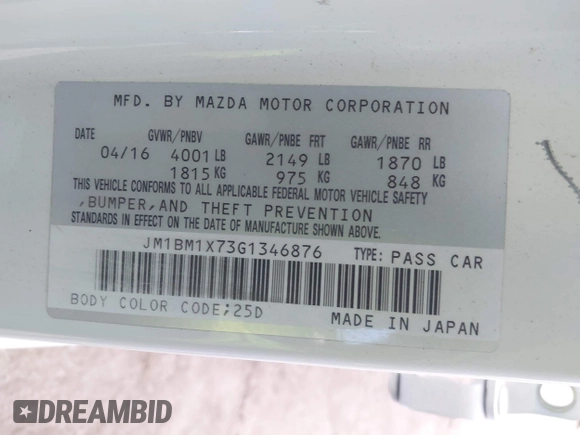 MFD. BY MAZDA MOTOR CORPORATION
GVWR/PNBV GAWR/PNBE FRT GAWR/PNBE RR
04/16 4001 LB 2149 LB 1870 LB
1815 KG 975 KG 848 KG
THIS VEHICLE CONFORMS TO ALL APPLICABLE FEDERAL MOTOR VEHICLE SAFETY
,BUMPER,AND THEFT PREVENTION
STANDARDS IN EFFECT ON THE DATE OF MANUFACTURE SHOWN ABOVE.
JM1BM1X73G1346876 TYPE: PASS CAR
BODY COLOR CODE;25D
MADE IN JAPAN
DREAMBID